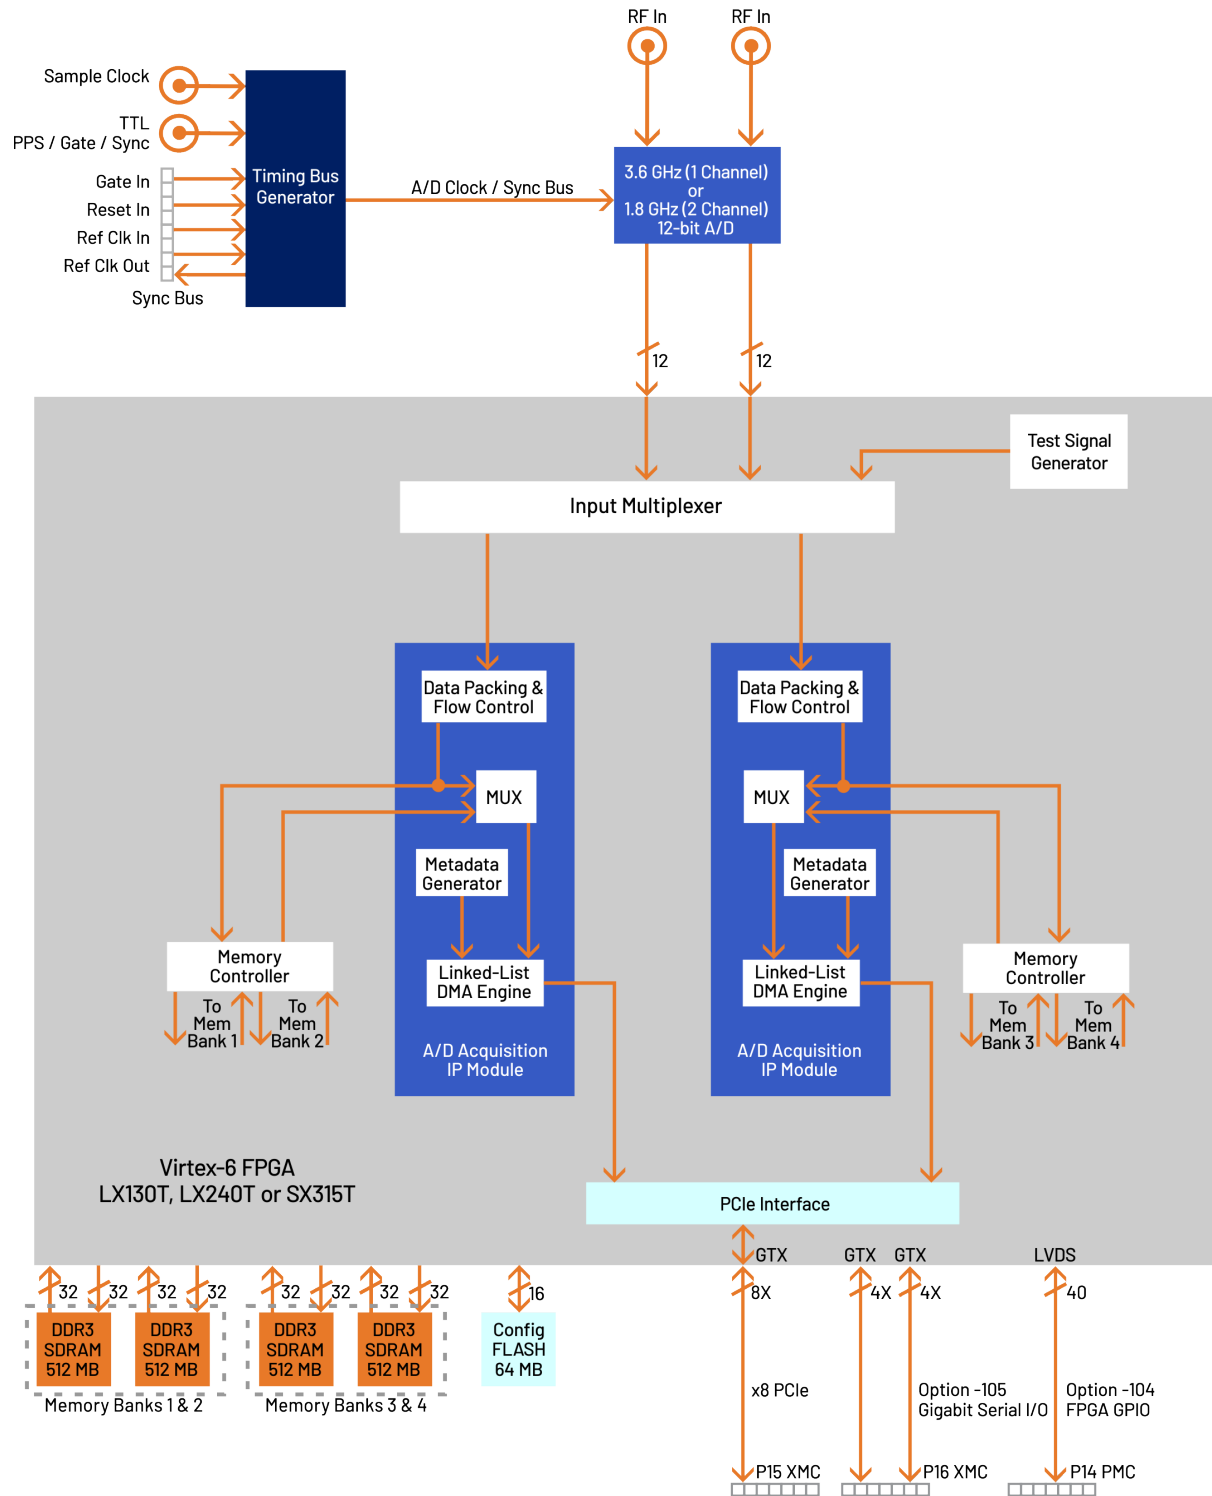 RF In
RF In
Sample Clock
TTL
PPS / Gate / Sync
Gate In
Reset In
Ref Clk In
Ref Clk Out
Sync Bus
Timing Bus
Generator
A/D Clock / Sync Bus
3.6 GHz (1 Channel)
or
1.8 GHz (2 Channel)
12-bit A/D
12
12
Test Signal
Generator
Input Multiplexer
Data Packing &
Flow Control
MUX
Metadata
Generator
Linked-List
DMA Engine
A/D Acquisition
IP Module
Data Packing &
Flow Control
MUX
Metadata
Generator
Linked-List
DMA Engine
A/D Acquisition
IP Module
Memory
Controller
To
Mem
Bank 1
To
Mem
Bank 2
Memory
Controller
To
Mem
Bank 3
To
Mem
Bank 4
Virtex-6 FPGA
LX130T, LX240T or SX315T
PCIe Interface
GTX
GTX
GTX
LVDS
32
32
32
32
32
32
32
32
16
8X
4X
4X
40
DDR3
SDRAM
512 MB
DDR3
SDRAM
512 MB
DDR3
SDRAM
512 MB
DDR3
SDRAM
512 MB
Config
FLASH
64 MB
Memory Banks 1 & 2
Memory Banks 3 & 4
x8 PCIe
Option -105
Gigabit Serial I/O
Option -104
FPGA GPIO
P15 XMC
P16 XMC
P14 PMC